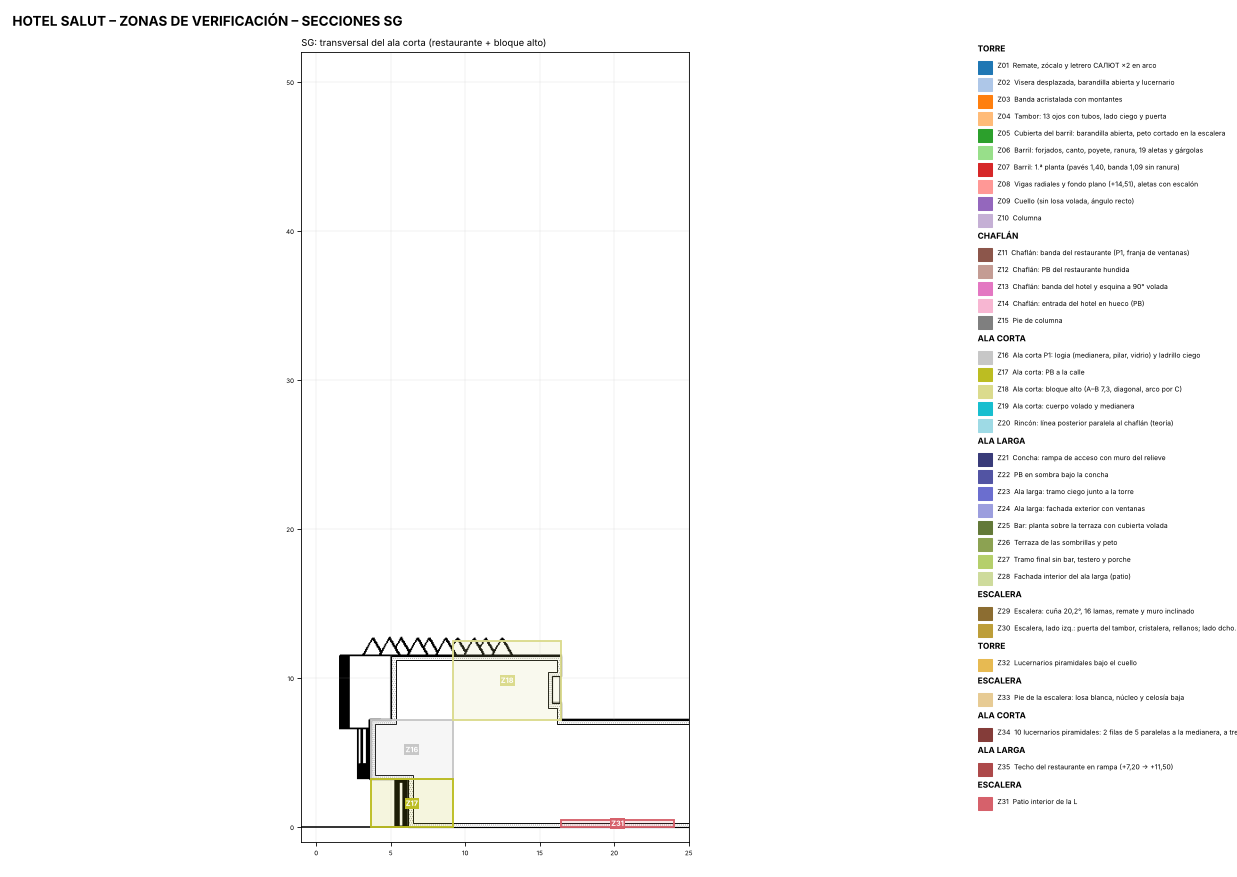 HOTEL SALUT – ZONAS DE VERIFICACIÓN – SECCIONES SG
SG: transversal del ala corta (restaurante + bloque alto)
50
40
30
20
10
0
0
5
10
15
20
25
Z18
Z16
Z17
Z31
TORRE
Z01 Remate, zócalo y letrero САЛЮТ ×2 en arco
Z02 Visera desplazada, barandilla abierta y lucernario
Z03 Banda acristalada con montantes
Z04 Tambor: 13 ojos con tubos, lado ciego y puerta
Z05 Cubierta del barril: barandilla abierta, peto cortado en la escalera
Z06 Barril: forjados, canto, poyete, ranura, 19 aletas y gárgolas
Z07 Barril: 1.ª planta (pavés 1,40, banda 1,09 sin ranura)
Z08 Vigas radiales y fondo plano (+14,51), aletas con escalón
Z09 Cuello (sin losa volada, ángulo recto)
Z10 Columna
CHAFLÁN
Z11 Chaflán: banda del restaurante (P1, franja de ventanas)
Z12 Chaflán: PB del restaurante hundida
Z13 Chaflán: banda del hotel y esquina a 90° volada
Z14 Chaflán: entrada del hotel en hueco (PB)
Z15 Pie de columna
ALA CORTA
Z16 Ala corta P1: logia (medianera, pilar, vidrio) y ladrillo ciego
Z17 Ala corta: PB a la calle
Z18 Ala corta: bloque alto (A–B 7,3, diagonal, arco por C)
Z19 Ala corta: cuerpo volado y medianera
Z20 Rincón: línea posterior paralela al chaflán (teoría)
ALA LARGA
Z21 Concha: rampa de acceso con muro del relieve
Z22 PB en sombra bajo la concha
Z23 Ala larga: tramo ciego junto a la torre
Z24 Ala larga: fachada exterior con ventanas
Z25 Bar: planta sobre la terraza con cubierta volada
Z26 Terraza de las sombrillas y peto
Z27 Tramo final sin bar, testero y porche
Z28 Fachada interior del ala larga (patio)
ESCALERA
Z29 Escalera: cuña 20,2°, 16 lamas, remate y muro inclinado
Z30 Escalera, lado izq.: puerta del tambor, cristalera, rellanos; lado dcho.
TORRE
Z32 Lucernarios piramidales bajo el cuello
ESCALERA
Z33 Pie de la escalera: losa blanca, núcleo y celosía baja
ALA CORTA
Z34 10 lucernarios piramidales: 2 filas de 5 paralelas a la medianera, a tre
ALA LARGA
Z35 Techo del restaurante en rampa (+7,20 → +11,50)
ESCALERA
Z31 Patio interior de la L